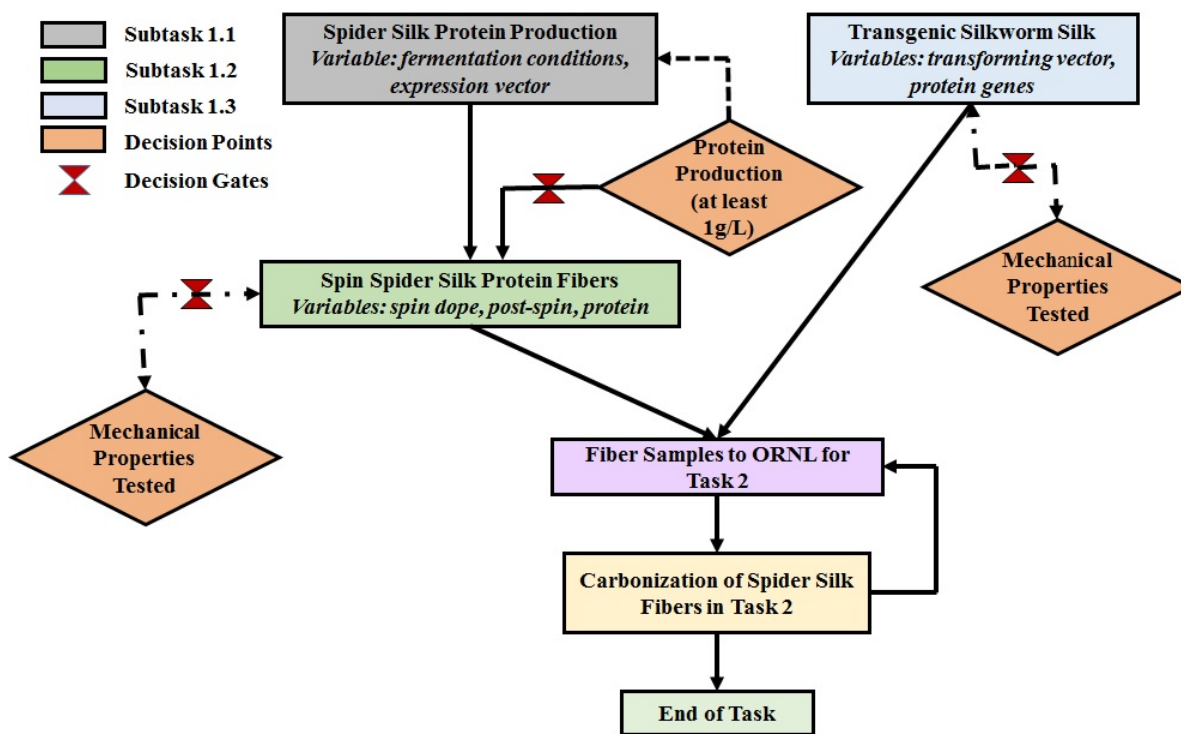 Subtask 1.1
Subtask 1.2
Subtask 1.3
Decision Points
Decision Gates
Spider Silk Protein Production
Variable: fermentation conditions,
expression vector
Transgenic Silkworm Silk
Variables: transforming vector,
protein genes
Protein
Production
(at least
1g/L)
Mechanical
Properties
Tested
Spin Spider Silk Protein Fibers
Variables: spin dope, post-spin, protein
Mechanical
Properties
Tested
Fiber Samples to ORNL for
Task 2
Carbonization of Spider Silk
Fibers in Task 2
End of Task